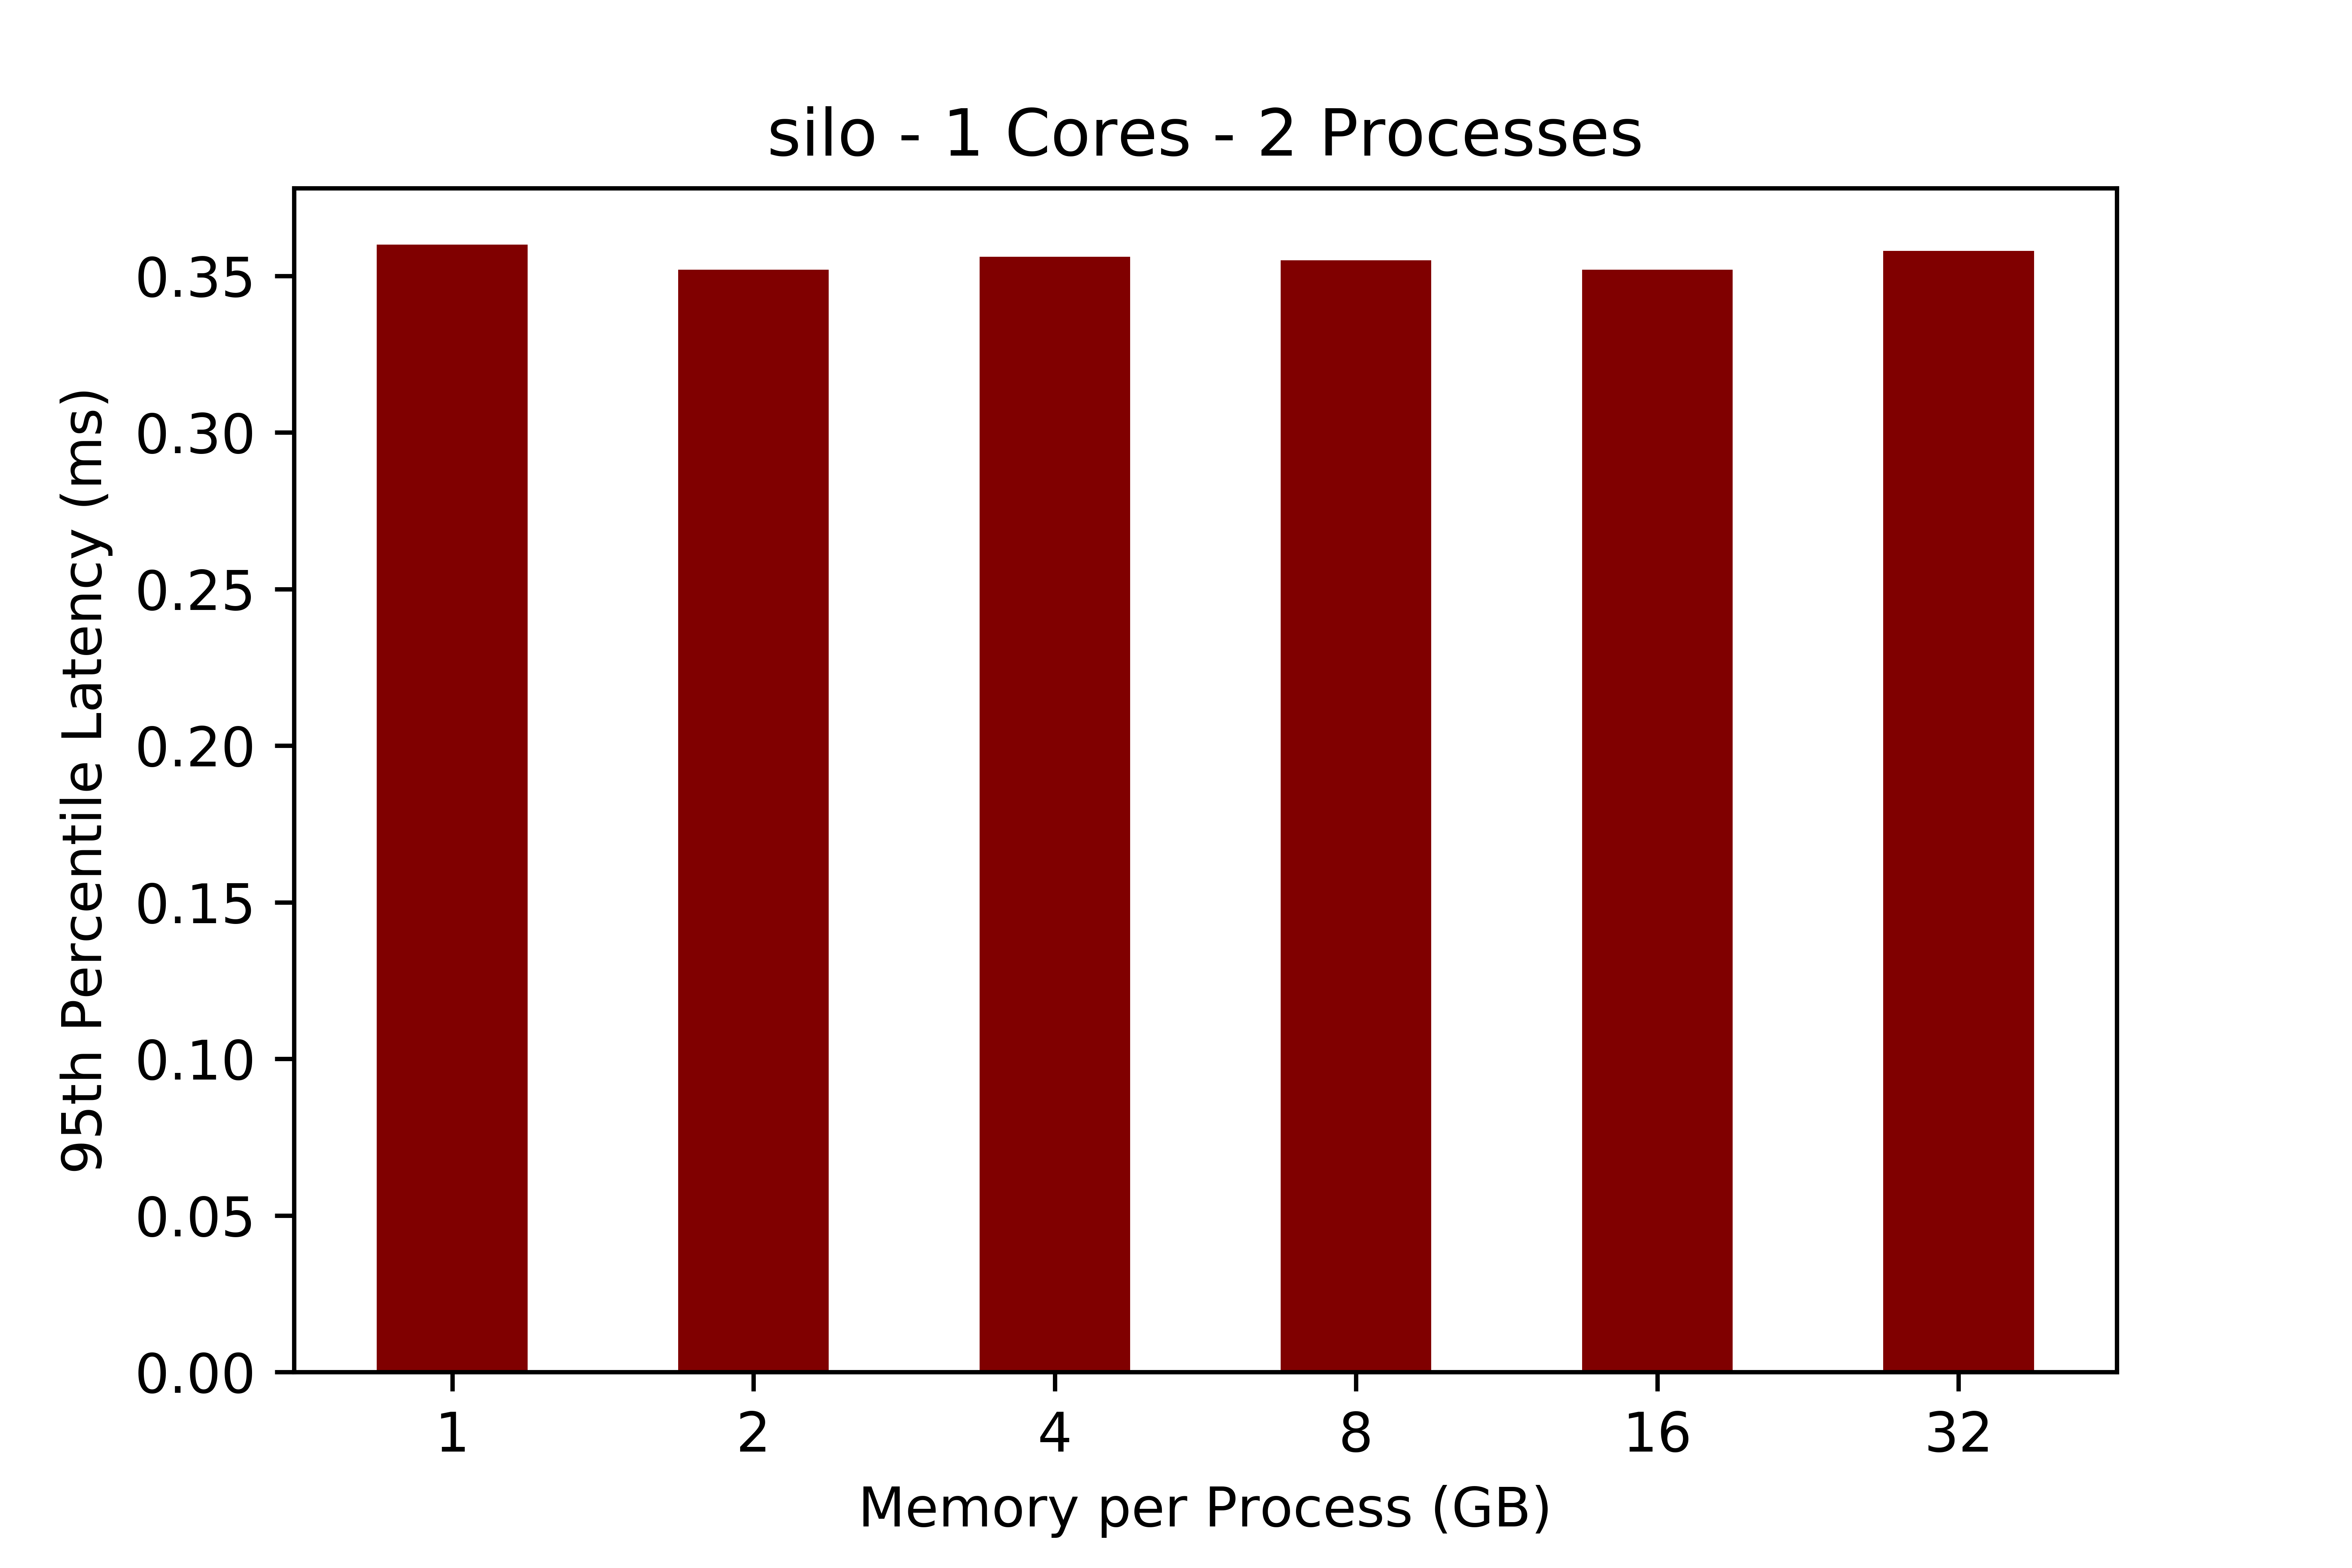 silo - 1 Cores - 2 Processes
95th Percentile Latency (ms)
0.35
0.30
0.25
0.20
0.15
0.10
0.05
0.00
1 2 4 8 16 32
Memory per Process (GB)